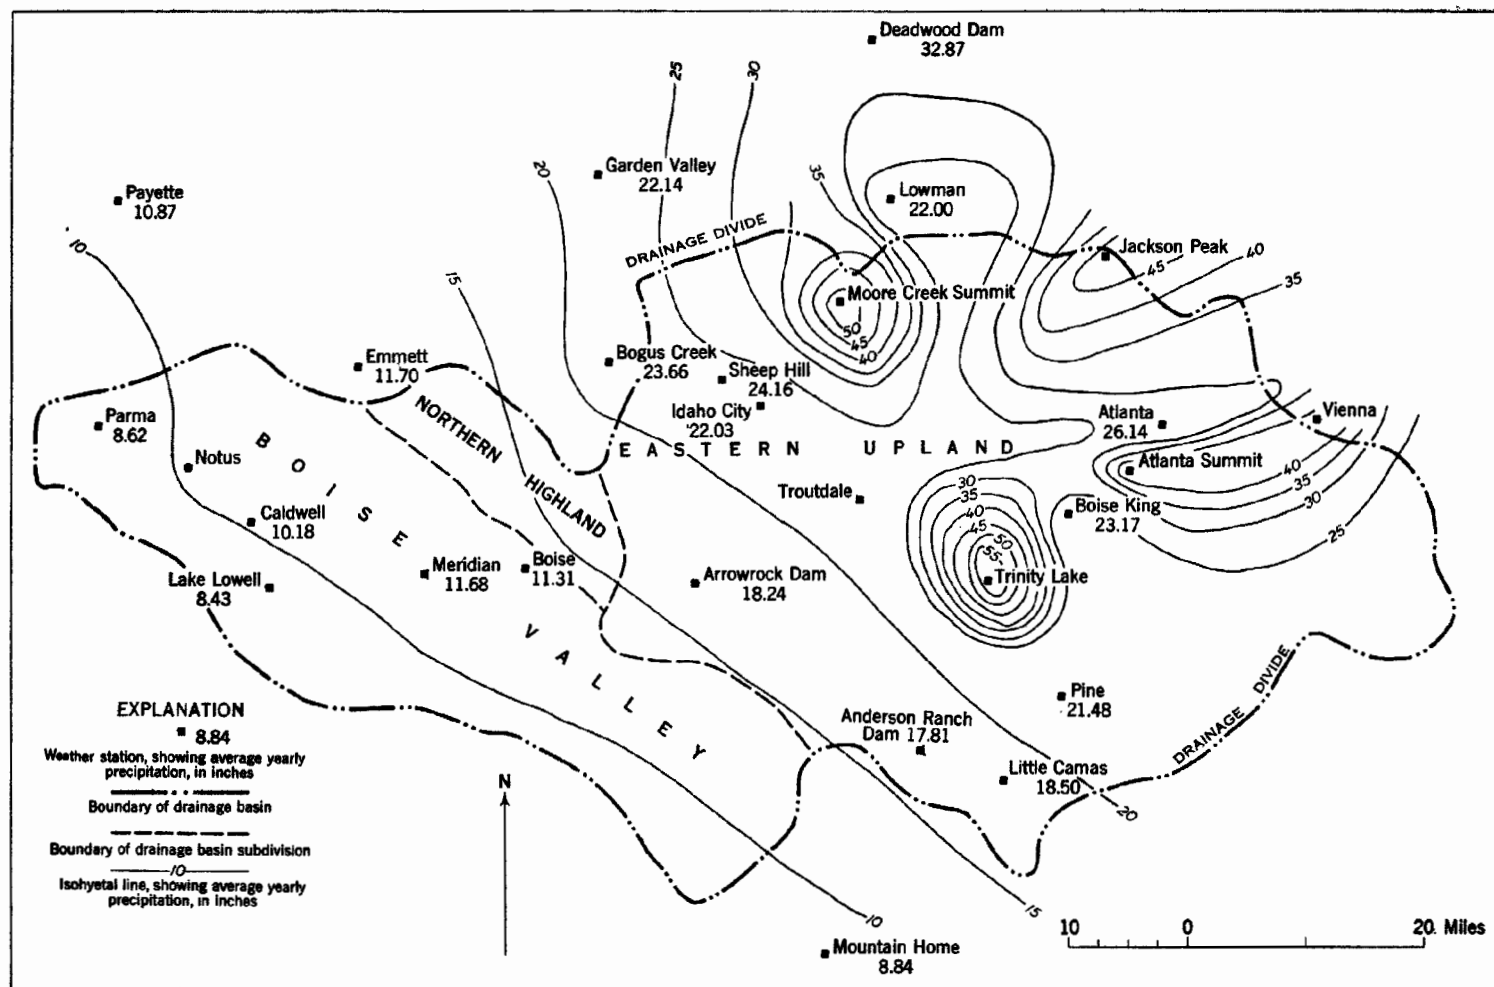 Deadwood Dam
32.87
25
30
20
35
Garden Valley
22.14
Payette
10.87
Lowman
22.00
DRAINAGE DIVIDE
10
15
Jackson Peak
45
40
35
Moore Creek Summit
50
45
40
Emmett
11.70
Bogus Creek
23.66
Sheep Hill
24.16
Idaho City
22.03
Parma
8.62
Atlanta
26.14
Vienna
NORTHERN
HIGHLAND
EASTERN UPLAND
BOISE
VALLEY
Notus
Atlanta Summit
40
35
30
25
Troutdale
30
35
40
45
50
55
Boise King
23.17
Caldwell
10.18
Meridian
11.68
Boise
11.31
Lake Lowell
8.43
Arrowrock Dam
18.24
Trinity Lake
Pine
21.48
DRAINAGE DIVIDE
Anderson Ranch
Dam 17.81
Little Camas
18.50
20
15
10
Mountain Home
8.84
EXPLANATION
8.84
Weather station, showing average yearly
precipitation, in inches
Boundary of drainage basin
Boundary of drainage basin subdivision
10
Isohyetal line, showing average yearly
precipitation, in inches
N
10 0 20 Miles